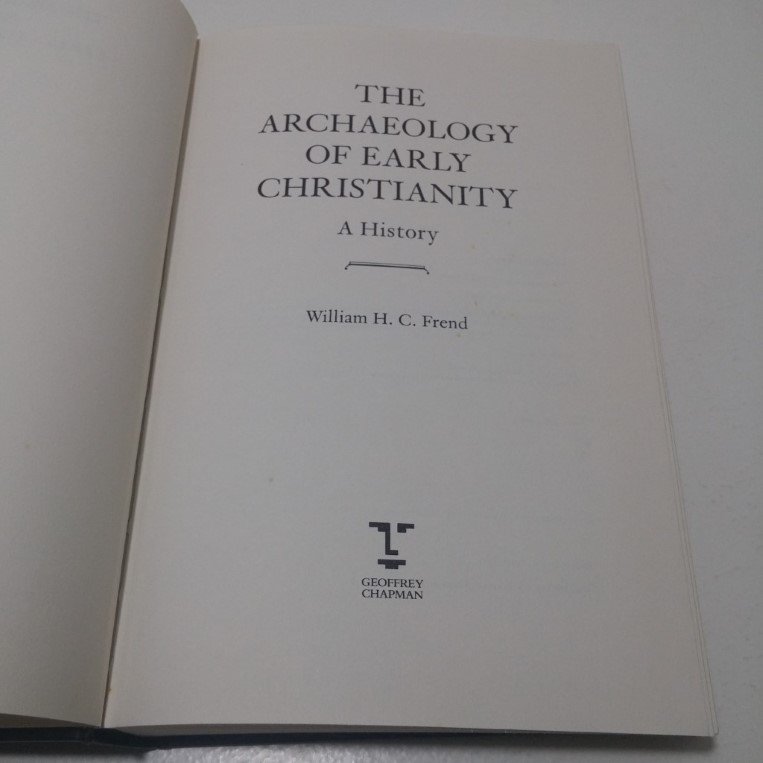 THE
ARCHAEOLOGY
OF EARLY
CHRISTIANITY
A History
William H. C. Frend
GEOFFREY
CHAPMAN